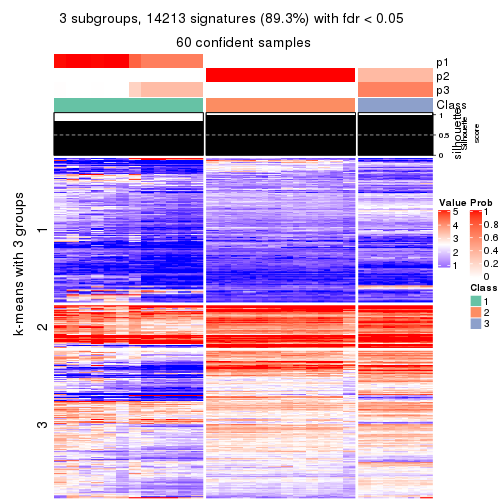 3 subgroups, 14213 signatures (89.3%) with fdr < 0.05
60 confident samples
p1
p2
p3
Class
1
0.5
0
silhouette
Silhouette
score
k-means with 3 groups
1
2
3
Value
5
4
3
2
1
Prob
1
0.8
0.6
0.4
0.2
0
Class
1
2
3